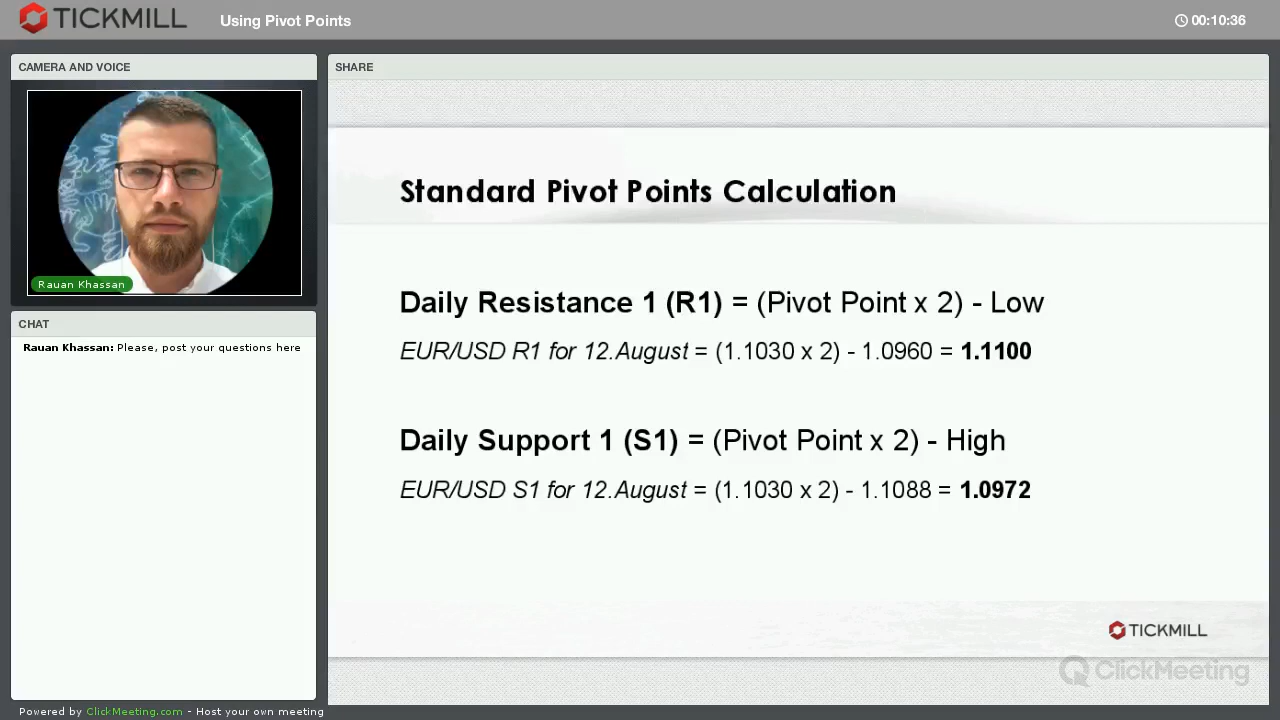 TICKMILL
Using Pivot Points
00:10:36
CAMERA AND VOICE
Rauan Khassan
CHAT
Rauan Khassan: Please, post your questions here
SHARE
Standard Pivot Points Calculation
Daily Resistance 1 (R1) = (Pivot Point x 2) - Low
EUR/USD R1 for 12.August = (1.1030 x 2) - 1.0960 = 1.1100
Daily Support 1 (S1) = (Pivot Point x 2) - High
EUR/USD S1 for 12.August = (1.1030 x 2) - 1.1088 = 1.0972
TICKMILL
ClickMeeting
Powered by ClickMeeting.com - Host your own meeting